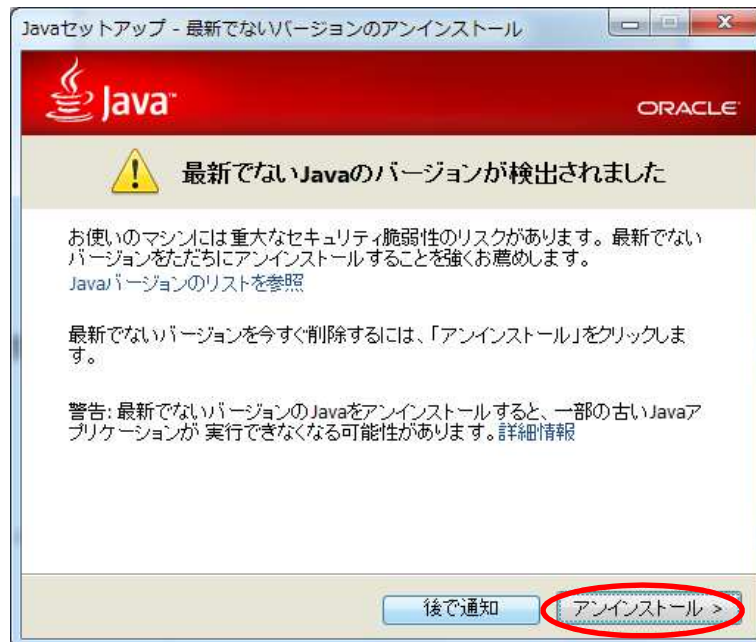 Javaセットアップ - 最新でないバージョンのアンインストール
Java™
ORACLE
最新でないJavaのバージョンが検出されました
お使いのマシンには重大なセキュリティ脆弱性のリスクがあります。最新でない
バージョンをただちにアンインストールすることを強くお薦めします。
Javaバージョンのリストを参照
最新でないバージョンを今すぐ削除するには、「アンインストール」をクリックしま
す。
警告: 最新でないバージョンのJavaをアンインストールすると、一部の古いJavaア
プリケーションが 実行できなくなる可能性があります。詳細情報
後で通知
アンインストール >